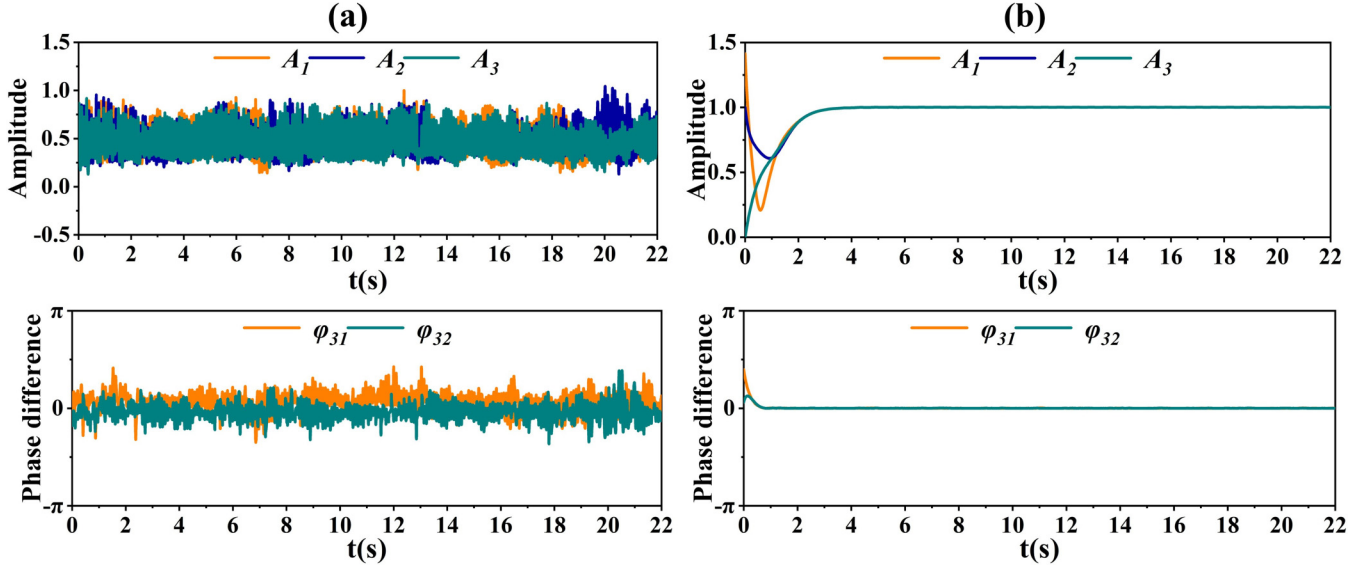 (a)
A1 A2 A3
Amplitude
1.5
1.0
0.5
0.0
-0.5
0 2 4 6 8 10 12 14 16 18 20 22
t(s)
φ31 φ32
Phase difference
π
0
-π
0 2 4 6 8 10 12 14 16 18 20 22
t(s)
(b)
A1 A2 A3
Amplitude
1.5
1.0
0.5
0.0
0 2 4 6 8 10 12 14 16 18 20 22
t(s)
φ31 φ32
Phase difference
π
0
-π
0 2 4 6 8 10 12 14 16 18 20 22
t(s)